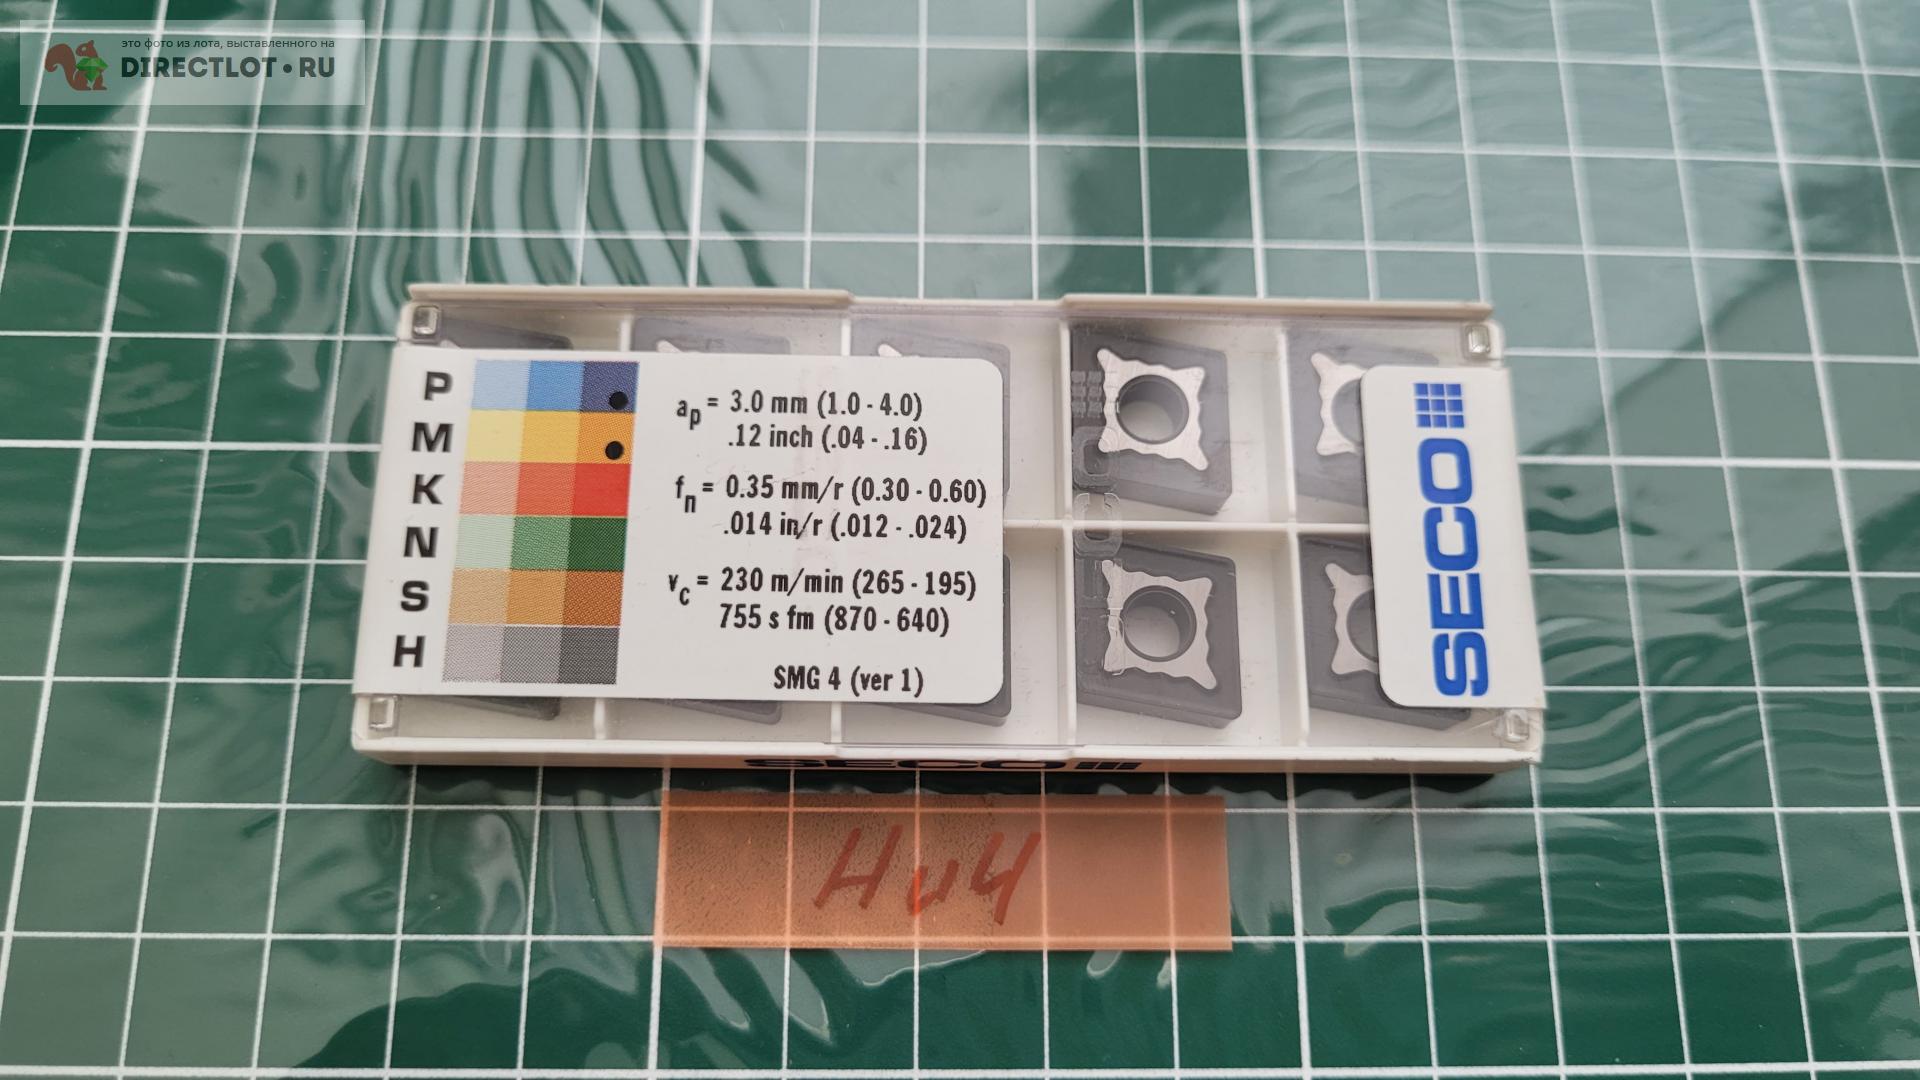 это фото из лота, выставленного на
DIRECTLOT•RU
P
M
K
N
S
H
ap = 3.0 mm (1.0 - 4.0)
.12 inch (.04 - .16)
fn = 0.35 mm/r (0.30 - 0.60)
.014 in/r (.012 - .024)
vc = 230 m/min (265 - 195)
755 s fm (870 - 640)
SMG 4 (ver 1)
SECO
SECO
SECO